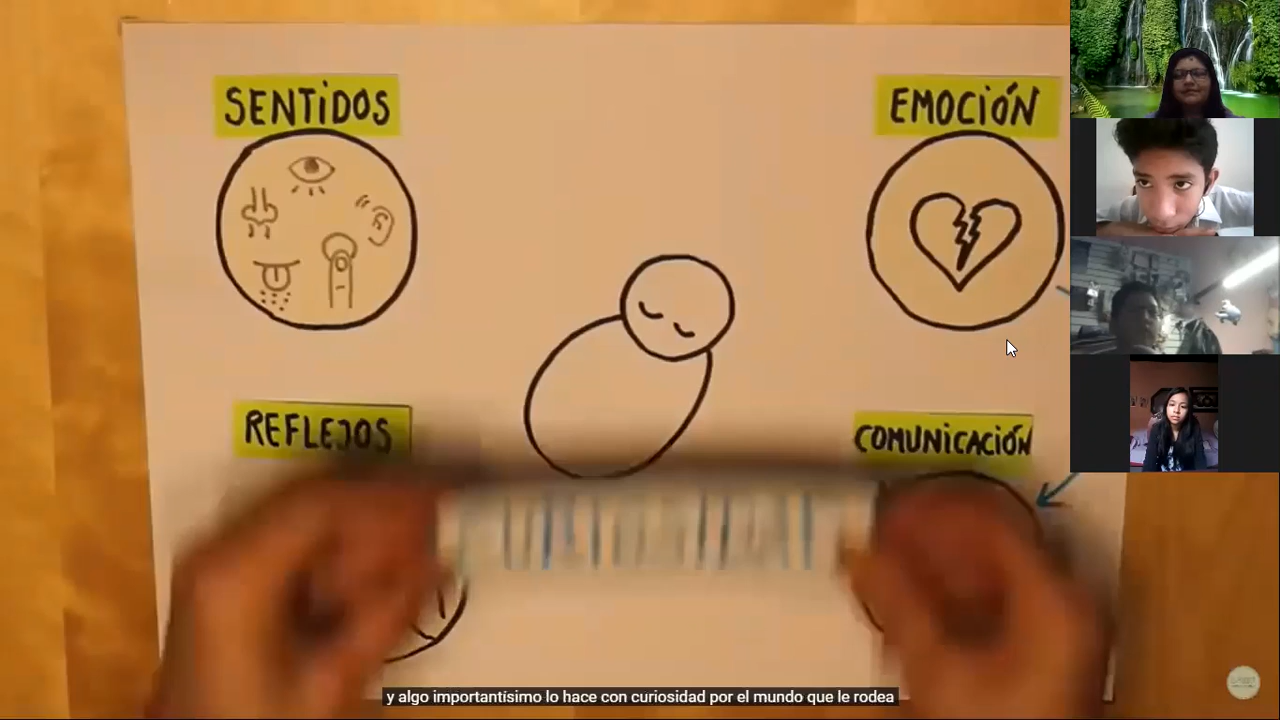 SENTIDOS
EMOCIÓN
REFLEJOS
COMUNICACIÓN
y algo importantísimo lo hace con curiosidad por el mundo que le rodea